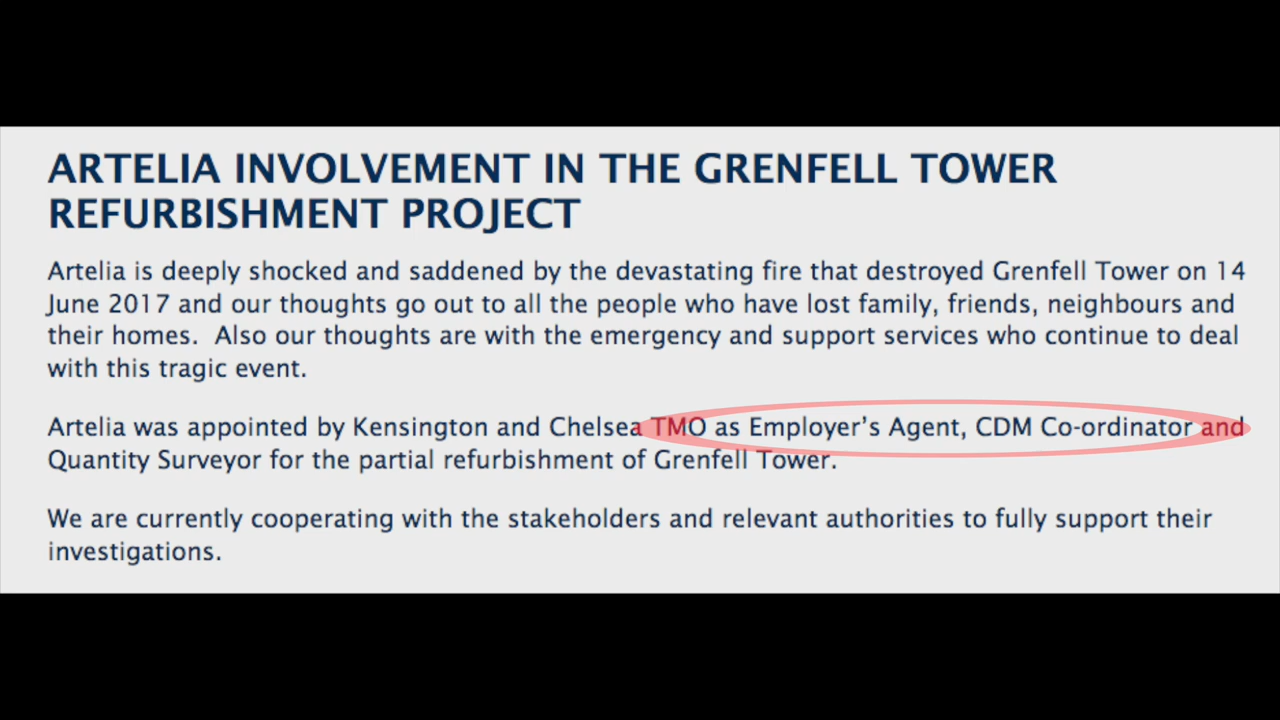 ARTELIA INVOLVEMENT IN THE GRENFELL TOWER
REFURBISHMENT PROJECT
Artelia is deeply shocked and saddened by the devastating fire that destroyed Grenfell Tower on 14
June 2017 and our thoughts go out to all the people who have lost family, friends, neighbours and
their homes.  Also our thoughts are with the emergency and support services who continue to deal
with this tragic event.
Artelia was appointed by Kensington and Chelsea TMO as Employer’s Agent, CDM Co-ordinator and
Quantity Surveyor for the partial refurbishment of Grenfell Tower.
We are currently cooperating with the stakeholders and relevant authorities to fully support their
investigations.